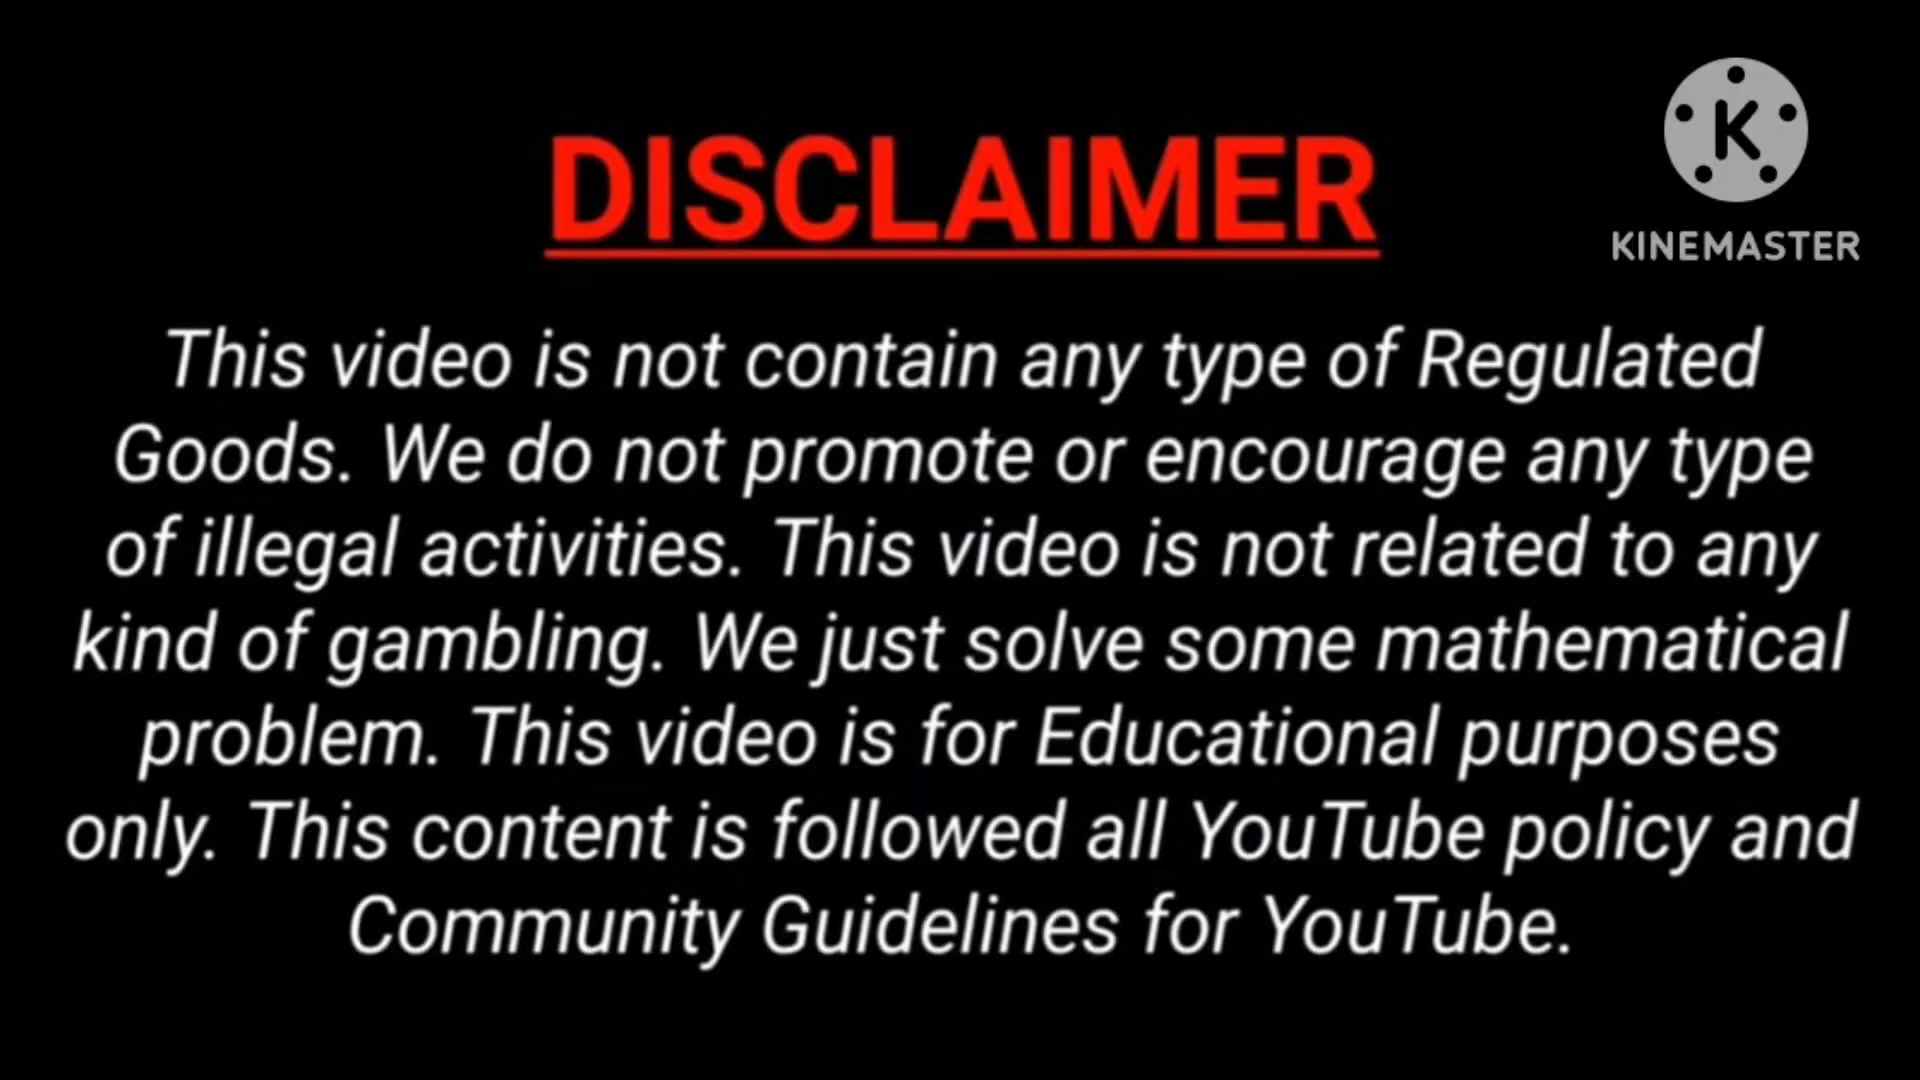 DISCLAIMER
K
KINEMASTER
This video is not contain any type of Regulated
Goods. We do not promote or encourage any type
of illegal activities. This video is not related to any
kind of gambling. We just solve some mathematical
problem. This video is for Educational purposes
only. This content is followed all YouTube policy and
Community Guidelines for YouTube.